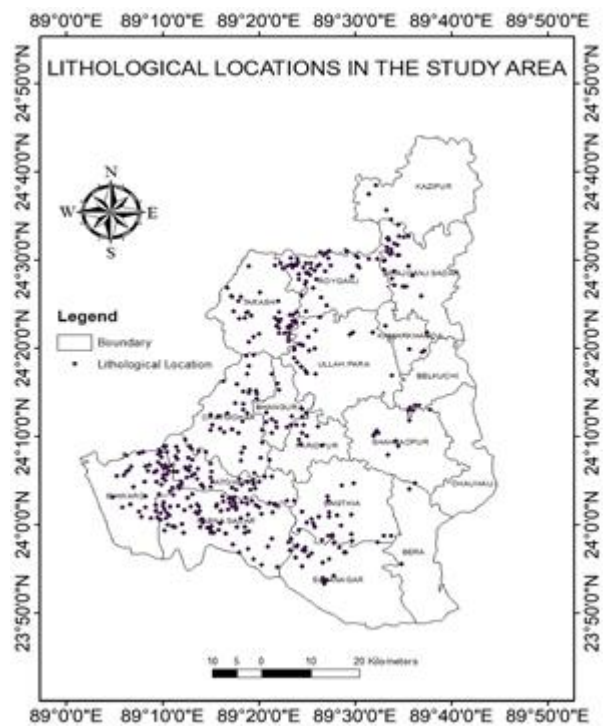 89°0'0"E 89°10'0"E 89°20'0"E 89°30'0"E 89°40'0"E 89°50'0"E
LITHOLOGICAL LOCATIONS IN THE STUDY AREA
24°50'0"N 24°50'0"N
24°40'0"N 24°40'0"N
N
KAZIPUR
W E
S
24°30'0"N 24°30'0"N
ROYGANJ
SADAR
TARASH
Legend
Boundary
24°20'0"N 24°20'0"N
Lithological Location
ULLAH PARA
BELKUCHI
24°10'0"N 24°10'0"N
SHAHJADPUR
CHAUHALI
24°0'0"N 24°0'0"N
SANTHIA
SADAR
BERA
23°50'0"N 23°50'0"N
10 5 0 10 20 Kilometers
89°0'0"E 89°10'0"E 89°20'0"E 89°30'0"E 89°40'0"E 89°50'0"E